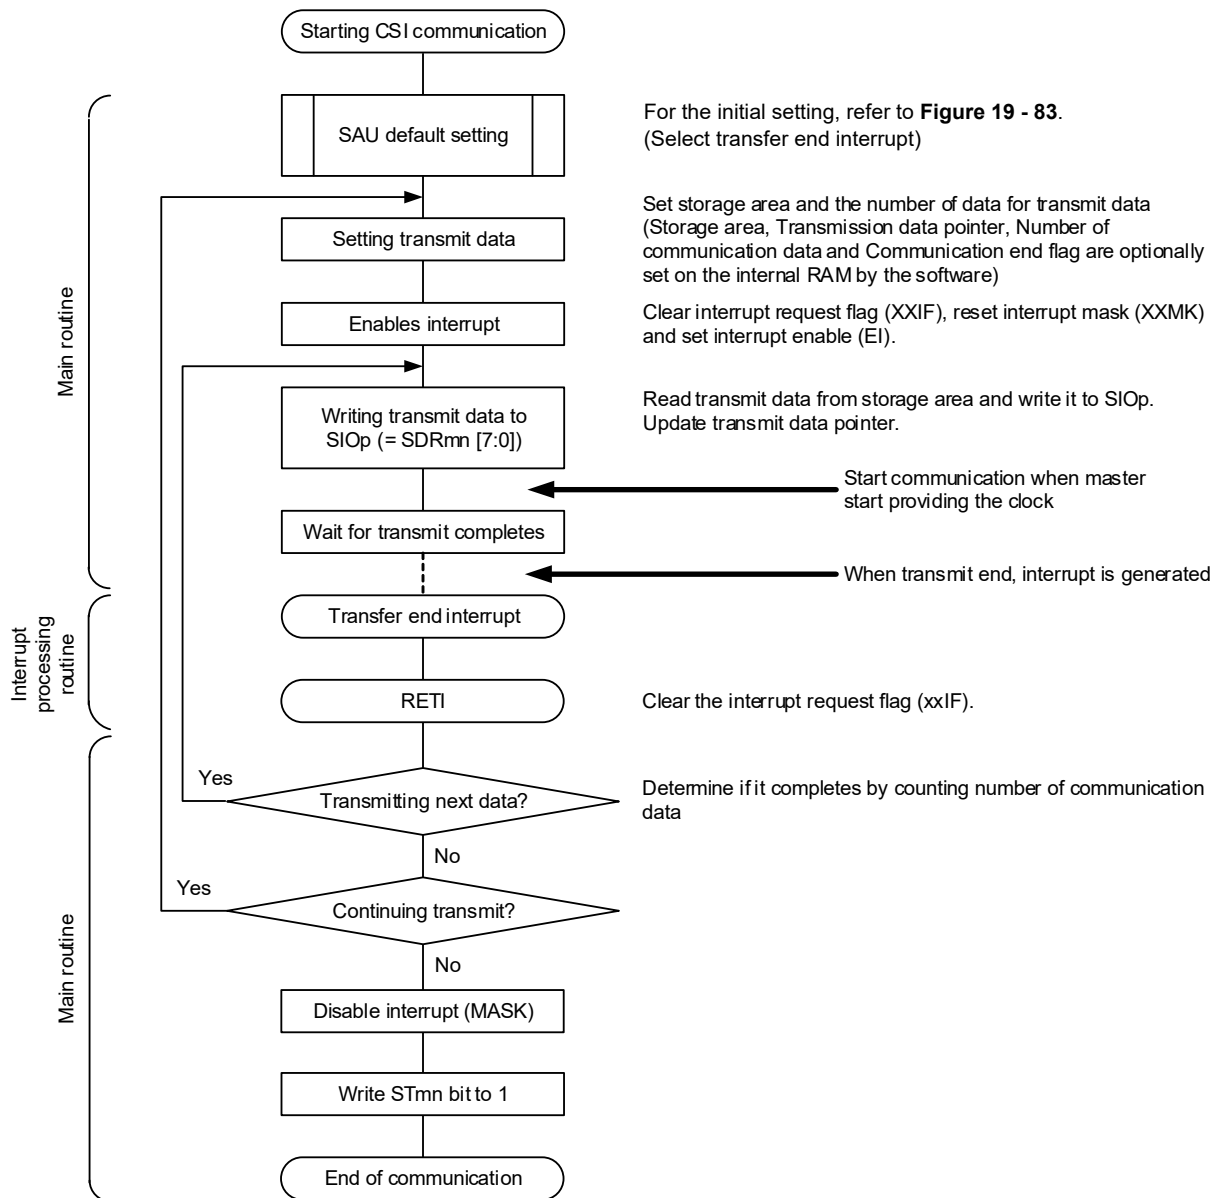 Starting CSI communication
Main routine
SAU default setting
For the initial setting, refer to Figure 19 - 83.
(Select transfer end interrupt)
Setting transmit data
Set storage area and the number of data for transmit data
(Storage area, Transmission data pointer, Number of
communication data and Communication end flag are optionally
set on the internal RAM by the software)
Enables interrupt
Clear interrupt request flag (XXIF), reset interrupt mask (XXMK)
and set interrupt enable (EI).
Writing transmit data to
SIOp (= SDRmn [7:0])
Read transmit data from storage area and write it to SIOp.
Update transmit data pointer.
Start communication when master
start providing the clock
Wait for transmit completes
When transmit end, interrupt is generated
Interrupt
processing
routine
Transfer end interrupt
RETI
Clear the interrupt request flag (xxIF).
Main routine
Yes
Transmitting next data?
Determine if it completes by counting number of communication
data
No
Yes
Continuing transmit?
No
Disable interrupt (MASK)
Write STmn bit to 1
End of communication